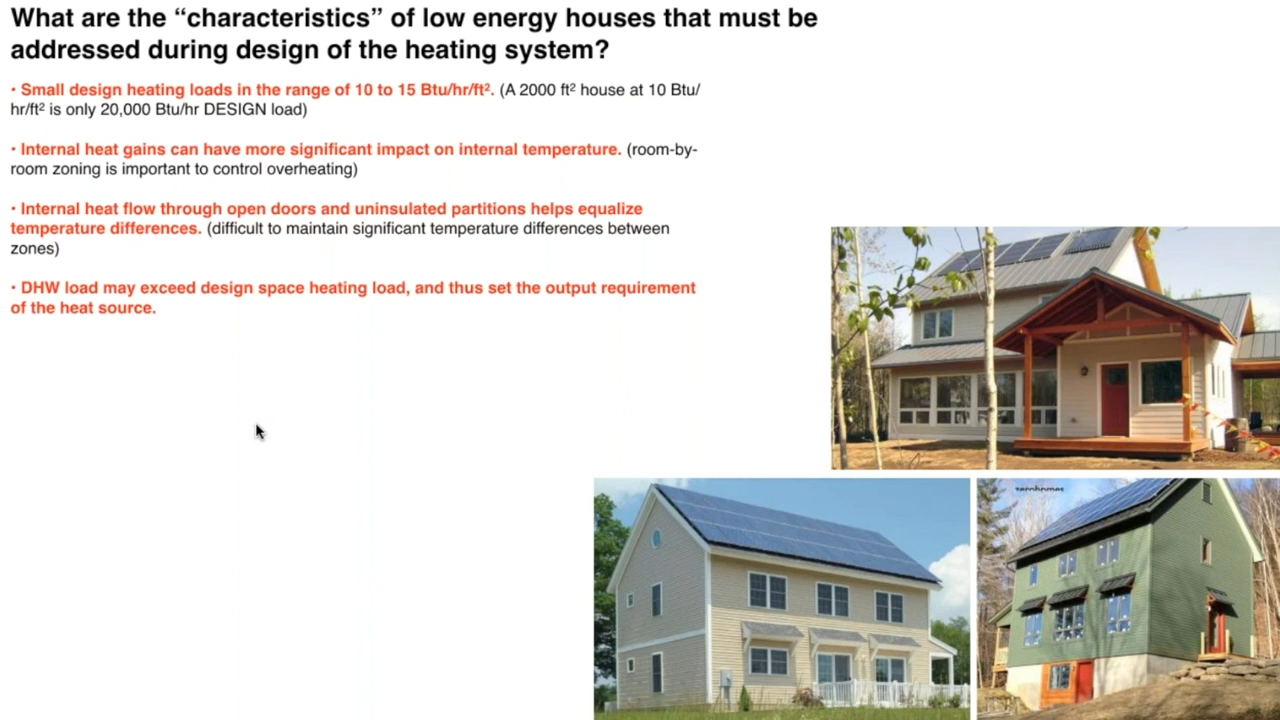 What are the “characteristics” of low energy houses that must be
addressed during design of the heating system?
• Small design heating loads in the range of 10 to 15 Btu/hr/ft². (A 2000 ft² house at 10 Btu/
hr/ft² is only 20,000 Btu/hr DESIGN load)
• Internal heat gains can have more significant impact on internal temperature. (room-by-
room zoning is important to control overheating)
• Internal heat flow through open doors and uninsulated partitions helps equalize
temperature differences. (difficult to maintain significant temperature differences between
zones)
• DHW load may exceed design space heating load, and thus set the output requirement
of the heat source.